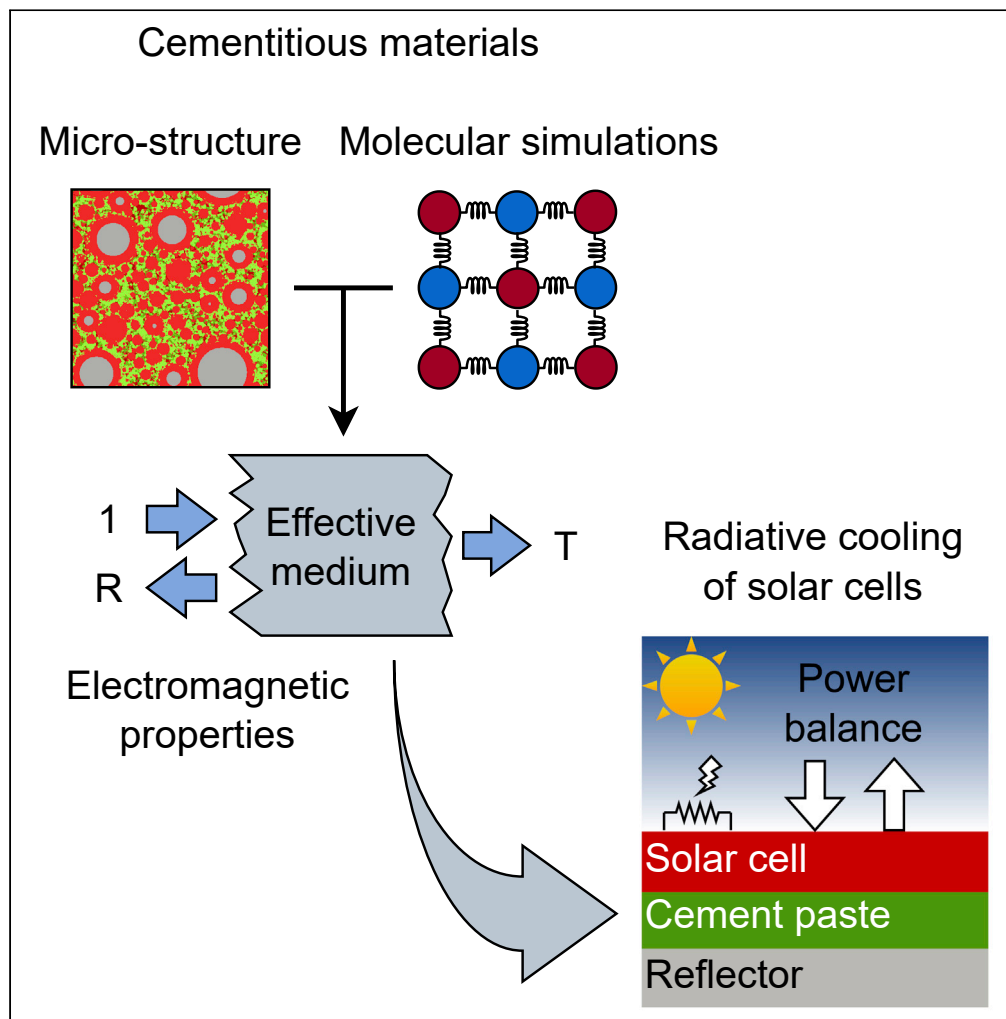 Cementitious materials
Micro-structure
Molecular simulations
1
R
Effective
medium
T
Electromagnetic
properties
Radiative cooling
of solar cells
Power
balance
Solar cell
Cement paste
Reflector